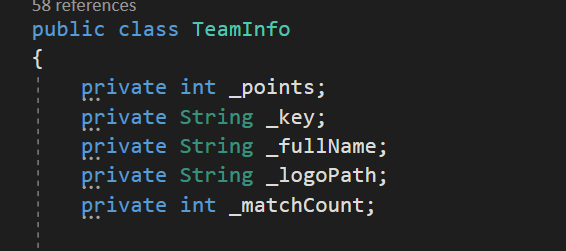 58 references
public class TeamInfo
{
private int _points;
private String _key;
private String _fullName;
private String _logoPath;
private int _matchCount;